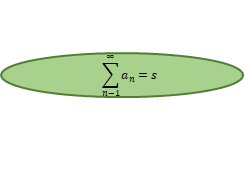 ∑_{n-1}^{∞} a_n = s